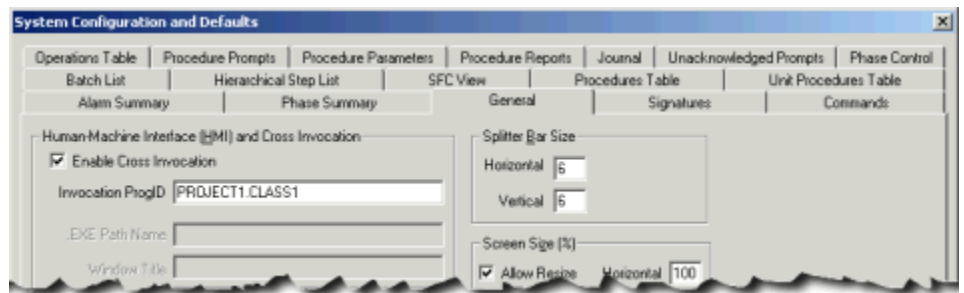 System Configuration and Defaults
Operations Table Procedure Prompts Procedure Parameters Procedure Reports Journal Unacknowledged Prompts Phase Control
Batch List Hierarchical Step List SFC View Procedures Table Unit Procedures Table
Alarm Summary Phase Summary General Signatures Commands
Human-Machine Interface (HMI) and Cross Invocation
Enable Cross Invocation
Invocation ProgID PROJECT1.CLASS1
.EXE Path Name
Window Title
Splitter Bar Size
Horizontal 6
Vertical 6
Screen Size (%)
Allow Resize Horizontal 100